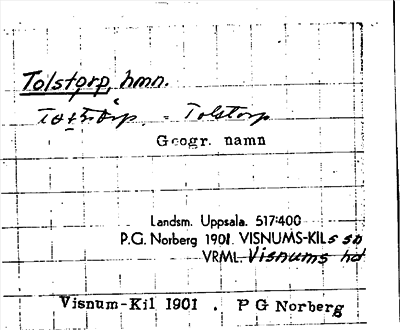 Tolstorp, hmn.
= Tolstorp
Geogr. namn
Landsm. Uppsala. 517:400
P.G. Norberg 1901. VISNUMS-KILs sn
VRML. Visnums hd
Visnum-Kil 1901 . P G Norberg